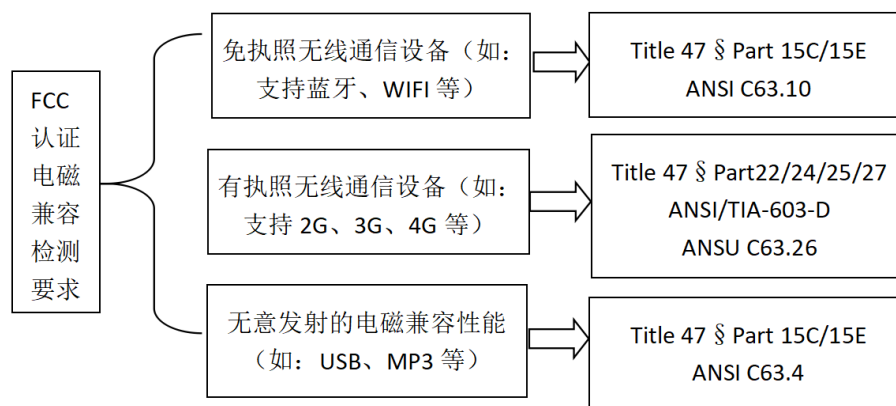 FCC
认证
电磁
兼容
检测
要求
免执照无线通信设备（如：
支持蓝牙、WIFI 等）
Title 47 § Part 15C/15E
ANSI C63.10
有执照无线通信设备（如：
支持 2G、3G、4G 等）
Title 47 § Part22/24/25/27
ANSI/TIA-603-D
ANSU C63.26
无意发射的电磁兼容性能
（如：USB、MP3 等）
Title 47 § Part 15C/15E
ANSI C63.4